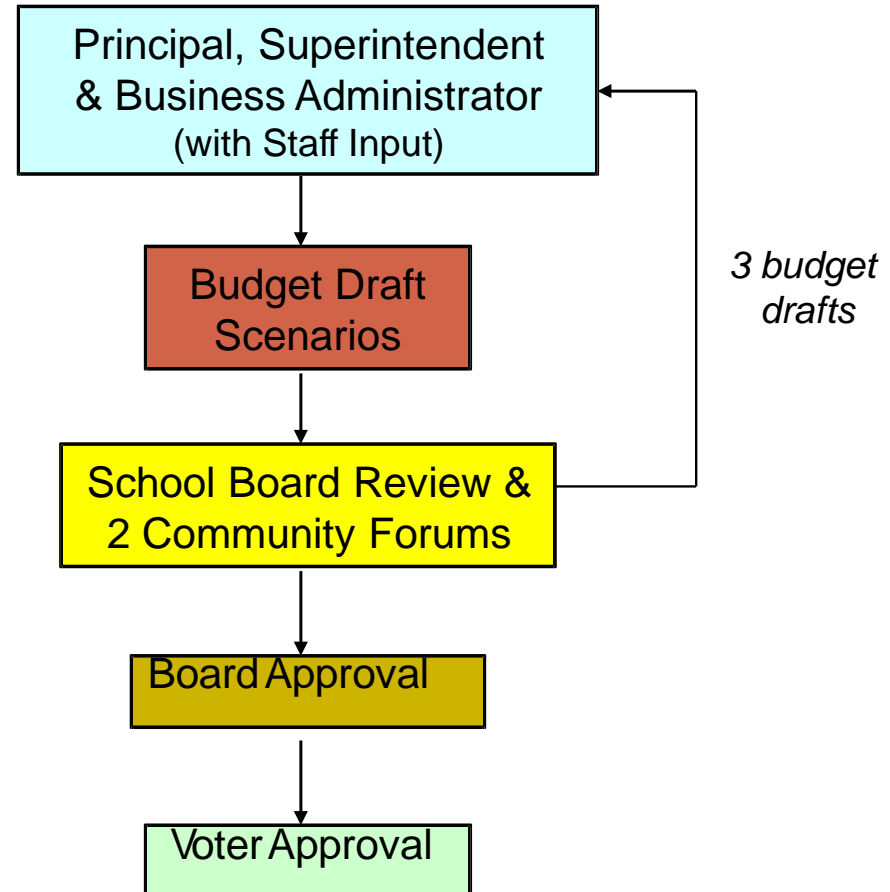 Principal, Superintendent
& Business Administrator
(with Staff Input)
3 budget
drafts
Budget Draft
Scenarios
School Board Review &
2 Community Forums
Board Approval
Voter Approval